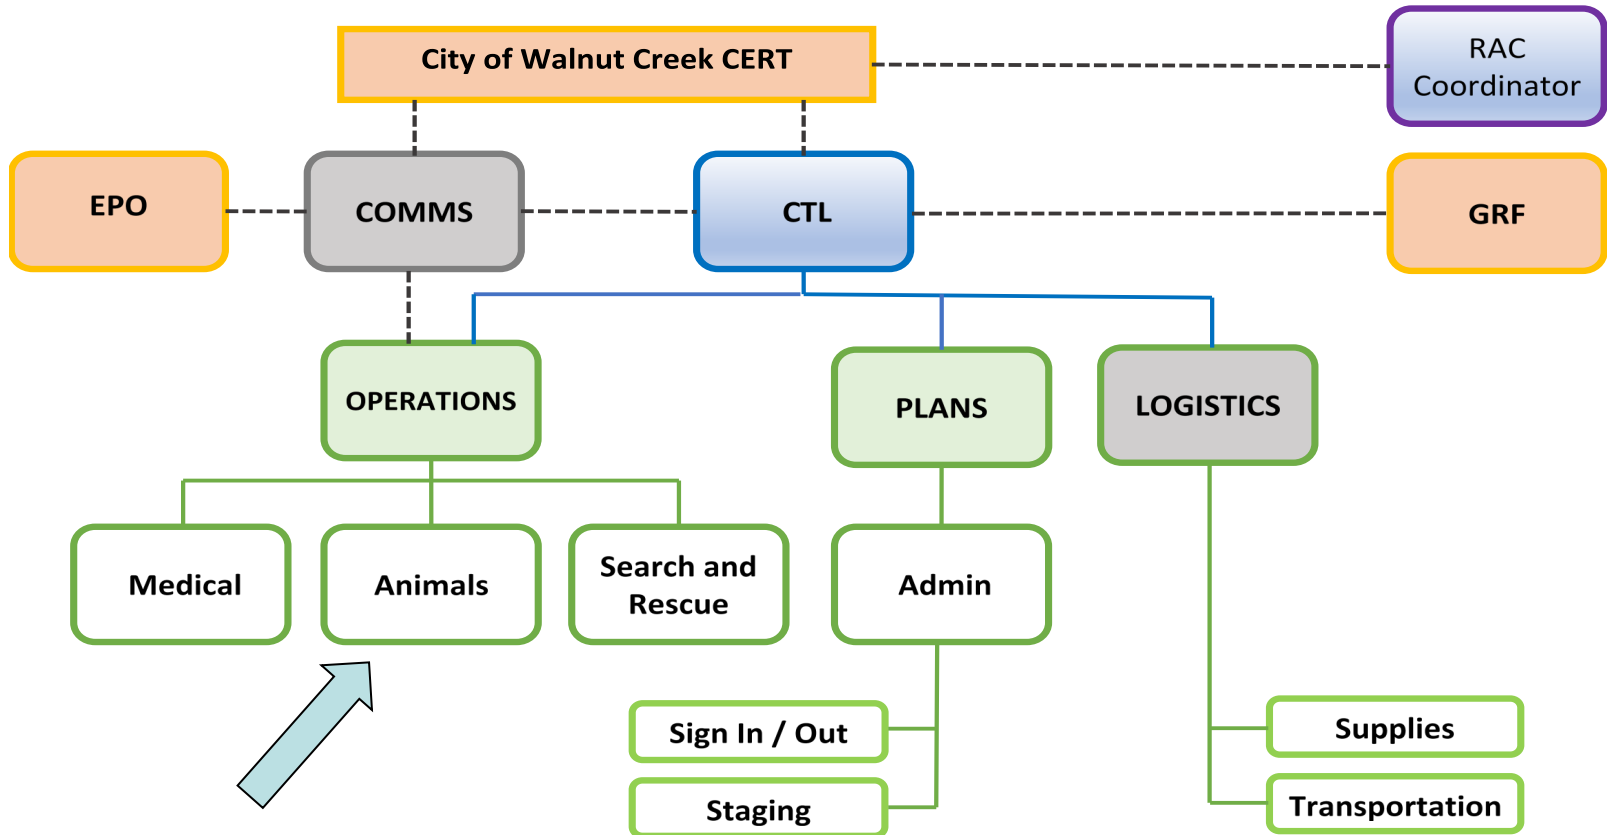 City of Walnut Creek CERT
RAC
Coordinator
EPO
COMMS
CTL
GRF
OPERATIONS
PLANS
LOGISTICS
Medical
Animals
Search and
Rescue
Admin
Sign In / Out
Supplies
Staging
Transportation